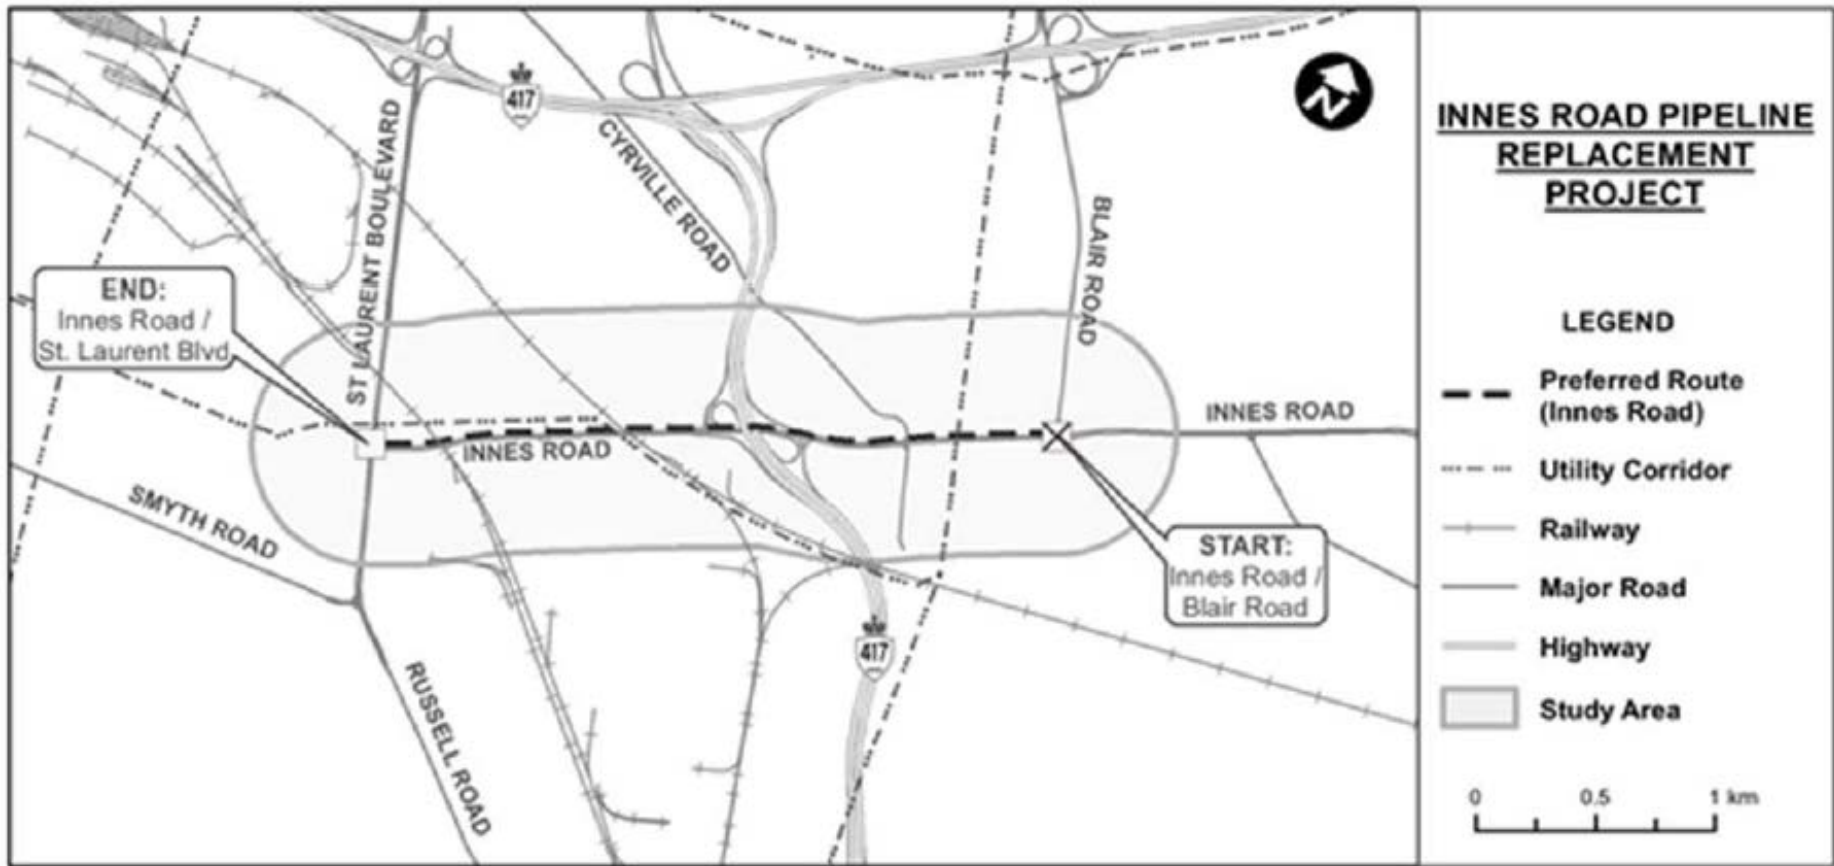 417
ST LAURENT BOULEVARD
CYRVILLE ROAD
BLAIR ROAD
N
END:
Innes Road /
St. Laurent Blvd
INNES ROAD
INNES ROAD
SMYTH ROAD
START:
Innes Road /
Blair Road
417
RUSSELL ROAD
INNES ROAD PIPELINE
REPLACEMENT
PROJECT
LEGEND
Preferred Route
(Innes Road)
Utility Corridor
Railway
Major Road
Highway
Study Area
0 0.5 1 km